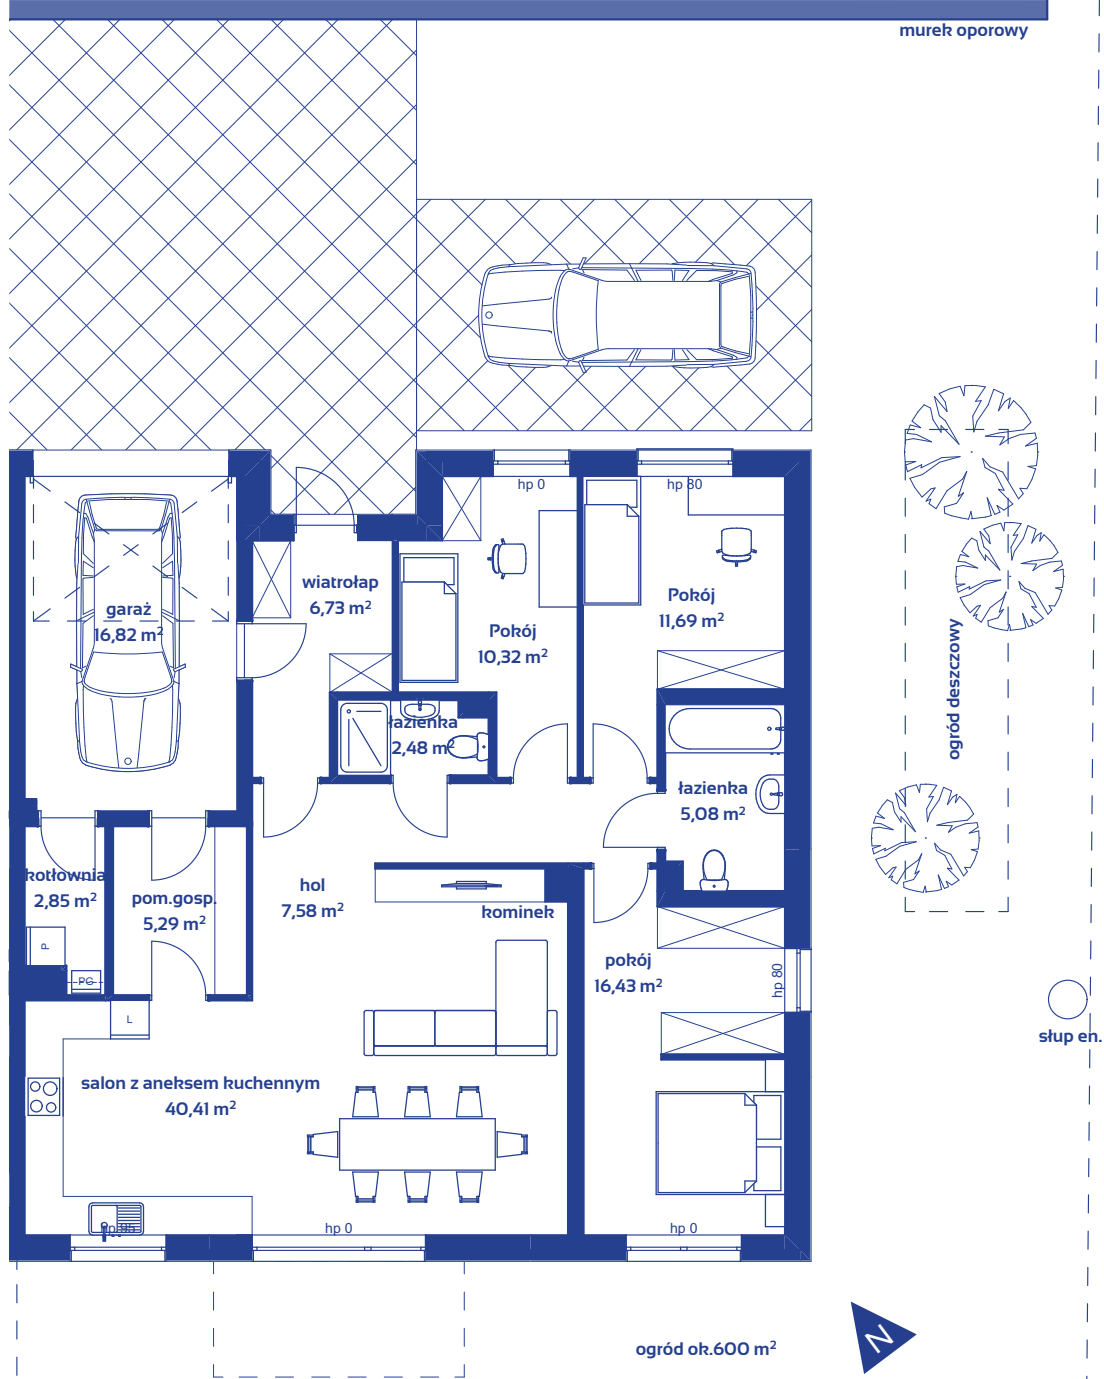 murek oporowy
hp 0
hp 80
wiatrołap
6,73 m²
garaż
16,82 m²
Pokój
10,32 m²
Pokój
11,69 m²
ogród deszczowy
łazienka
2,48 m²
łazienka
5,08 m²
kotłownia
2,85 m²
pom.gosp.
5,29 m²
hol
7,58 m²
kominek
P
PG
L
pokój
16,43 m²
hp 80
słup en.
salon z aneksem kuchennym
40,41 m²
hp 95
hp 0
hp 0
N
ogród ok.600 m²